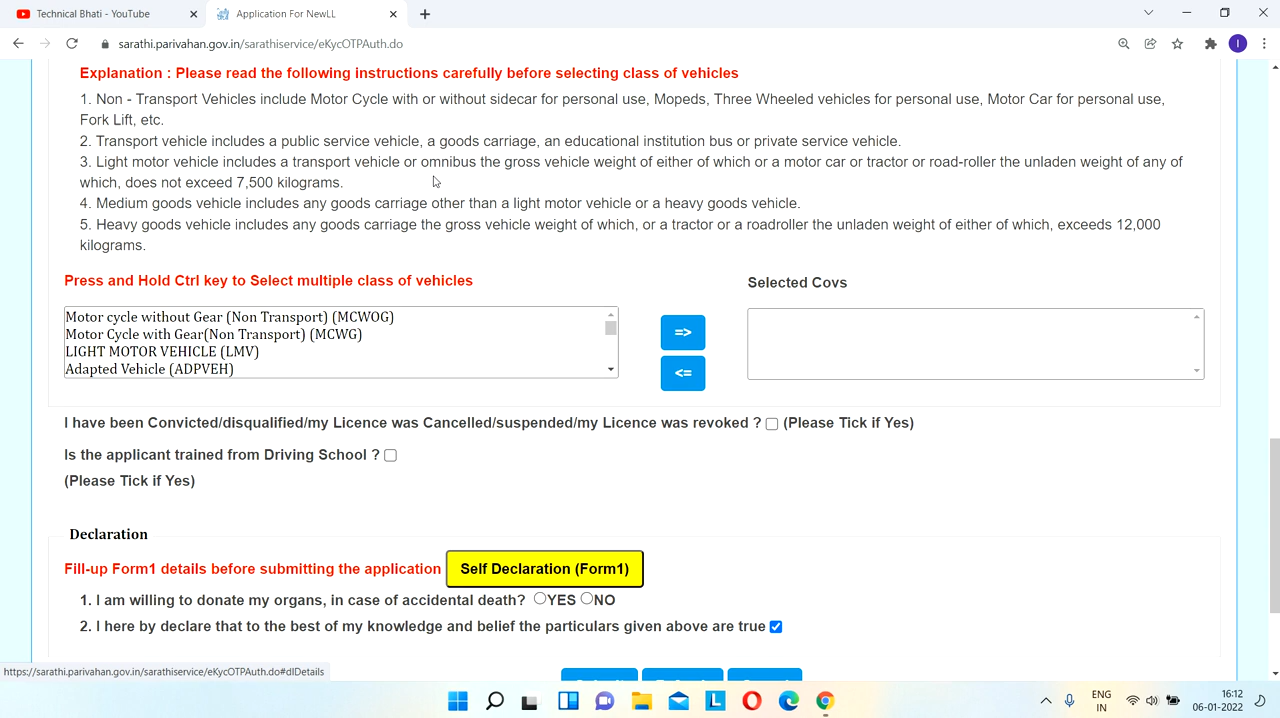 Technical Bhati - YouTube
Application For NewLL
sarathi.parivahan.gov.in/sarathiservice/eKycOTPAuth.do
I
Explanation : Please read the following instructions carefully before selecting class of vehicles
1. Non - Transport Vehicles include Motor Cycle with or without sidecar for personal use, Mopeds, Three Wheeled vehicles for personal use, Motor Car for personal use,
Fork Lift, etc.
2. Transport vehicle includes a public service vehicle, a goods carriage, an educational institution bus or private service vehicle.
3. Light motor vehicle includes a transport vehicle or omnibus the gross vehicle weight of either of which or a motor car or tractor or road-roller the unladen weight of any of
which, does not exceed 7,500 kilograms.
4. Medium goods vehicle includes any goods carriage other than a light motor vehicle or a heavy goods vehicle.
5. Heavy goods vehicle includes any goods carriage the gross vehicle weight of which, or a tractor or a roadroller the unladen weight of either of which, exceeds 12,000
kilograms.
Press and Hold Ctrl key to Select multiple class of vehicles
Selected Covs
Motor cycle without Gear (Non Transport) (MCWOG)
Motor Cycle with Gear(Non Transport) (MCWG)
LIGHT MOTOR VEHICLE (LMV)
Adapted Vehicle (ADPVEH)
=>
<=
I have been Convicted/disqualified/my Licence was Cancelled/suspended/my Licence was revoked ? (Please Tick if Yes)
Is the applicant trained from Driving School ?
(Please Tick if Yes)
Declaration
Fill-up Form1 details before submitting the application Self Declaration (Form1)
1. I am willing to donate my organs, in case of accidental death? YES NO
2. I here by declare that to the best of my knowledge and belief the particulars given above are true
https://sarathi.parivahan.gov.in/sarathiservice/eKycOTPAuth.do#dlDetails
L
ENG
IN
16:12
06-01-2022